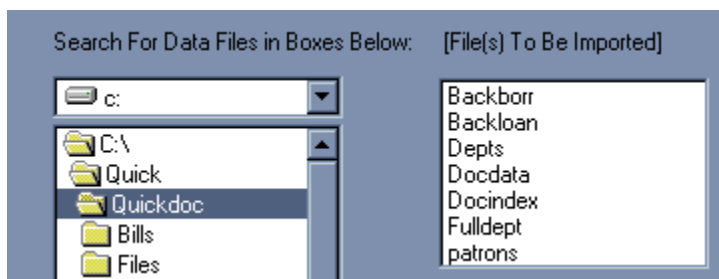 Search For Data Files in Boxes Below:
[File(s) To Be Imported]
c:
C:\
Quick
Quickdoc
Bills
Files
Backborr
Backloan
Depts
Docdata
Docindex
Fulldept
patrons